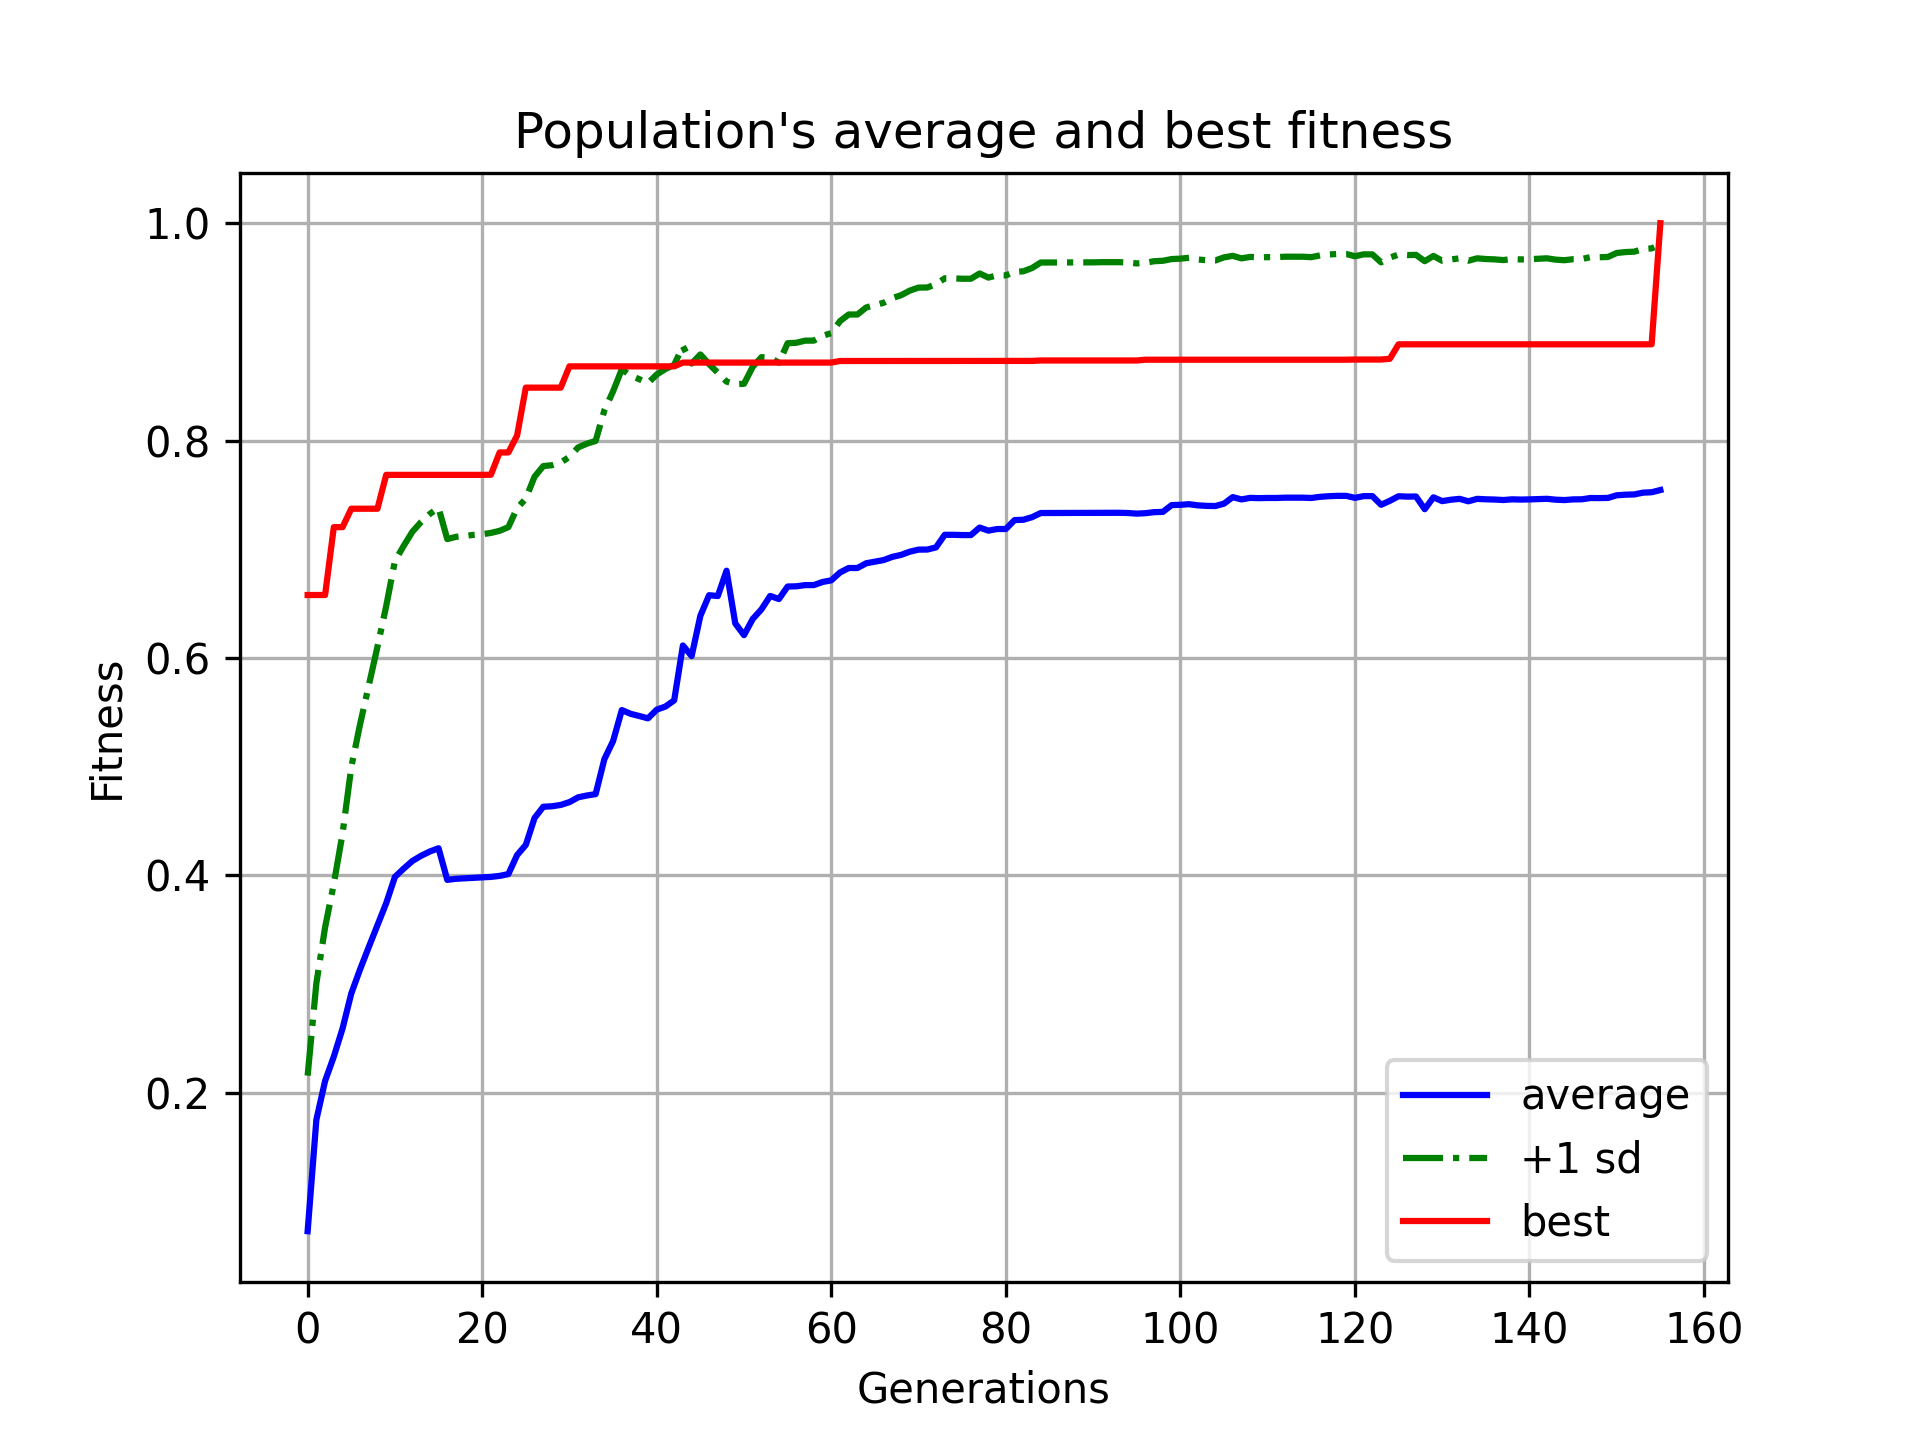 Population's average and best fitness
1.0
0.8
0.6
0.4
0.2
Fitness
0 20 40 60 80 100 120 140 160
Generations
average
+1 sd
best